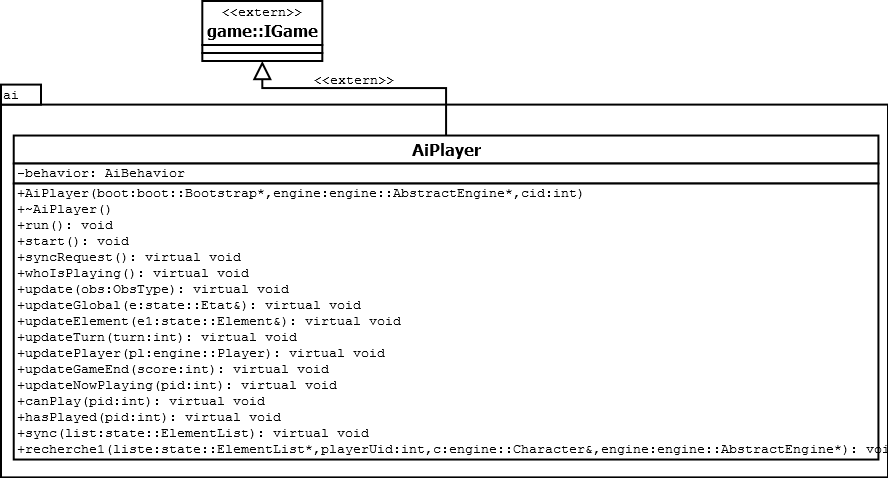 <<extern>>
game::IGame
<<extern>>
ai
AiPlayer
-behavior: AiBehavior
+AiPlayer(boot:boot::Bootstrap*,engine:engine::AbstractEngine*,cid:int)
+~AiPlayer()
+run(): void
+start(): void
+syncRequest(): virtual void
+whoIsPlaying(): virtual void
+update(obs:ObsType): virtual void
+updateGlobal(e:state::Etat&): virtual void
+updateElement(e1:state::Element&): virtual void
+updateTurn(turn:int): virtual void
+updatePlayer(pl:engine::Player): virtual void
+updateGameEnd(score:int): virtual void
+updateNowPlaying(pid:int): virtual void
+canPlay(pid:int): virtual void
+hasPlayed(pid:int): virtual void
+sync(list:state::ElementList): virtual void
+recherche1(liste:state::ElementList*,playerUid:int,c:engine::Character&,engine:engine::AbstractEngine*): voi